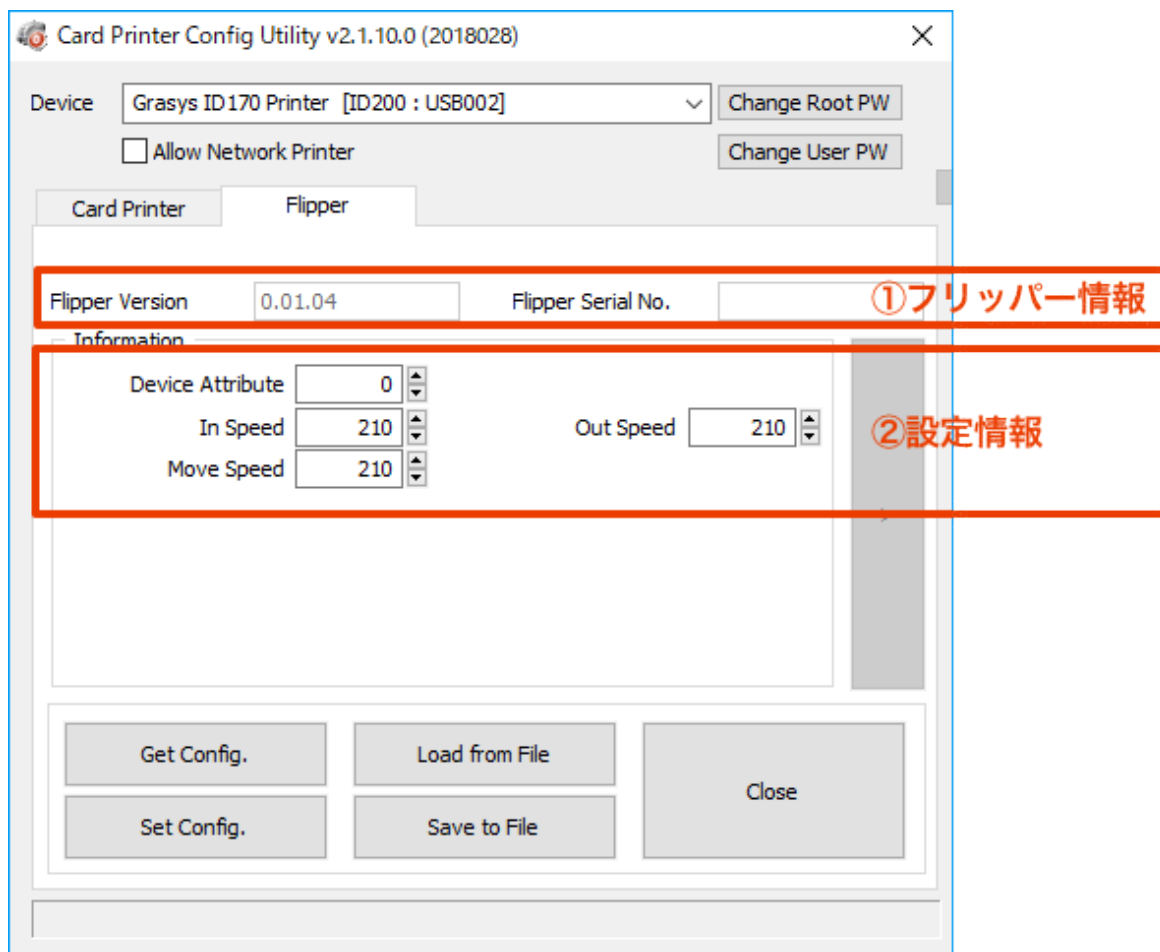 Card Printer Config Utility v2.1.10.0 (2018028)
Device Grasys ID170 Printer [ID200 : USB002] Change Root PW
Allow Network Printer Change User PW
Card Printer Flipper
Flipper Version 0.01.04 Flipper Serial No. ①フリッパー情報
Information
Device Attribute 0
In Speed 210 Out Speed 210 ②設定情報
Move Speed 210
>
Get Config. Load from File Close
Set Config. Save to File